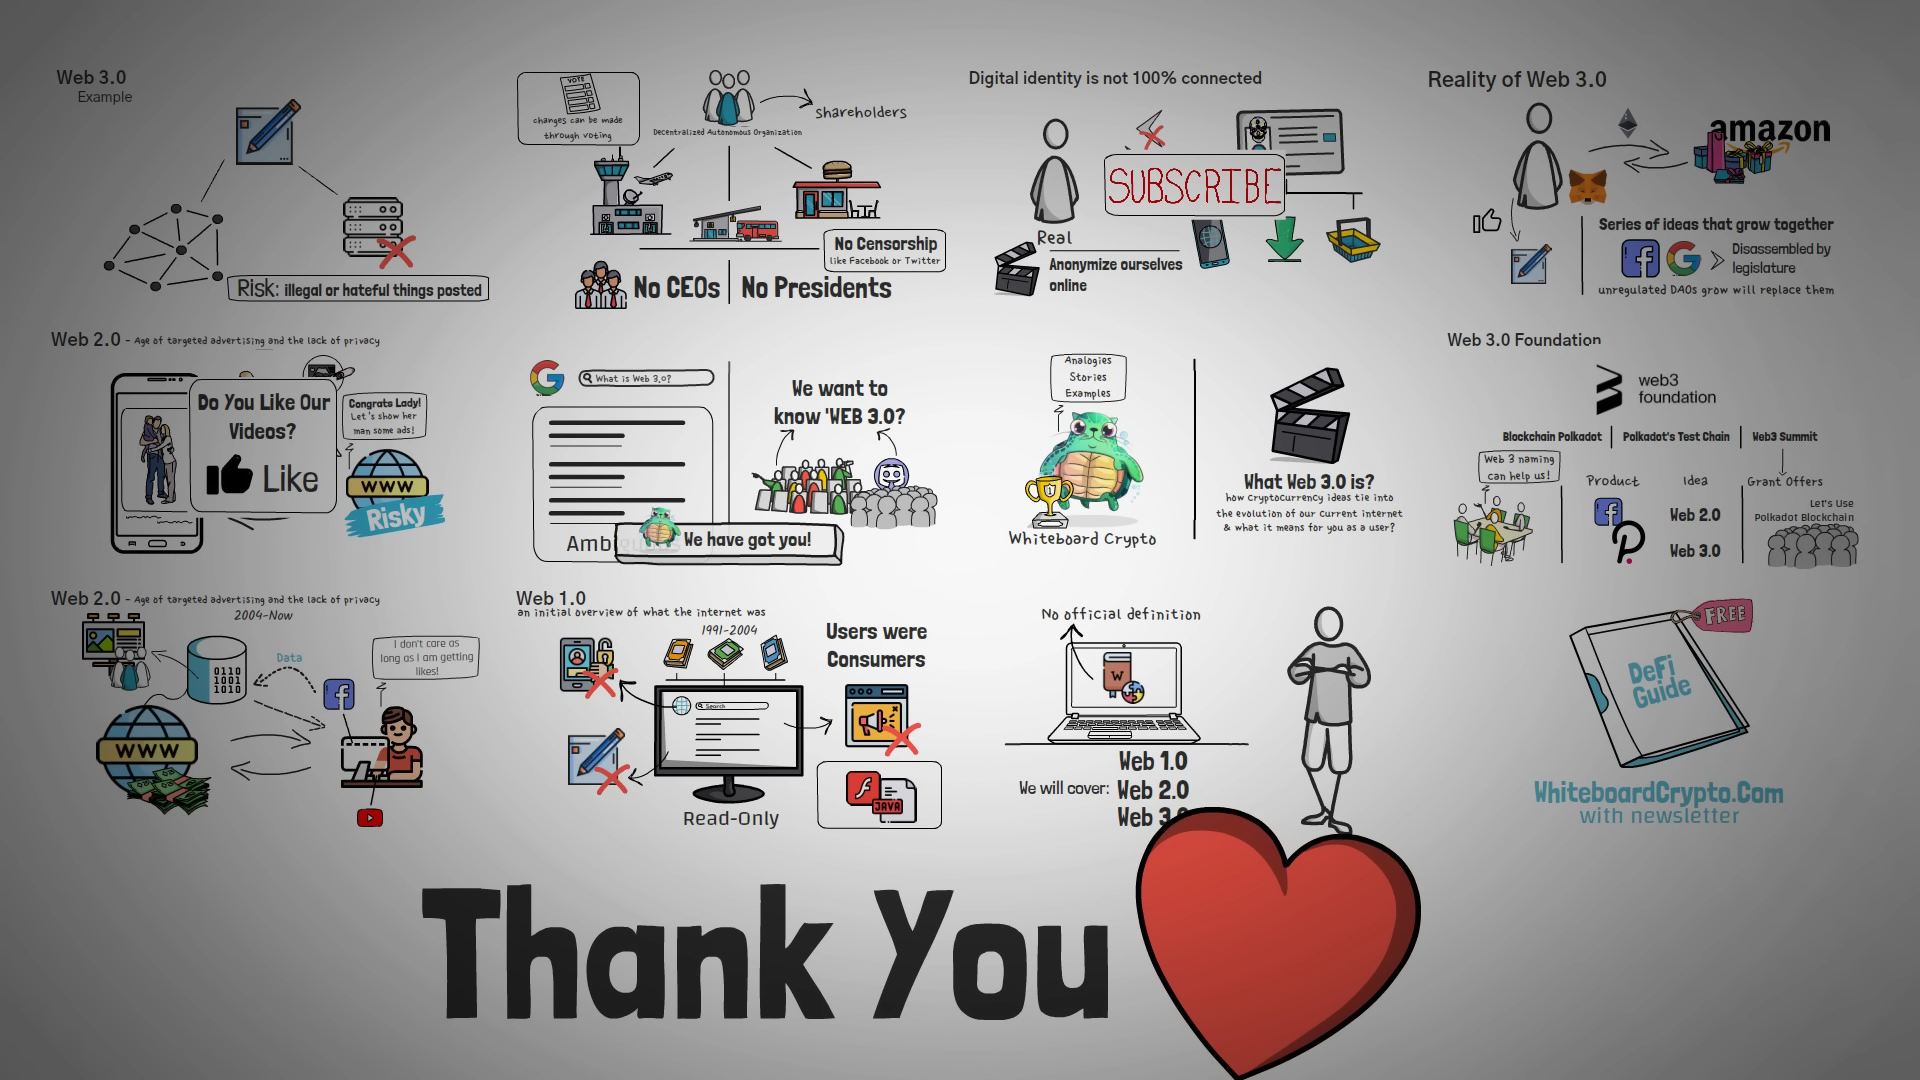 Web 3.0
Example
Risk: illegal or hateful things posted
VOTE
changes can be made
through voting
Decentralized Autonomous Organization
shareholders
No Censorship
like Facebook or Twitter
No CEOs
No Presidents
Digital identity is not 100% connected
SUBSCRIBE
Real
Anonymize ourselves
online
Reality of Web 3.0
amazon
Series of ideas that grow together
Disassembled by
legislature
unregulated DAOs grow will replace them
Web 2.0 - Age of targeted advertising and the lack of privacy
Do You Like Our
Videos?
Like
Congrats Lady!
Let's show her
man some ads!
WWW
Risky
What is Web 3.0?
We want to
know 'WEB 3.0?
We have got you!
Analogies
Stories
Examples
Whiteboard Crypto
What Web 3.0 is?
how cryptocurrency ideas tie into
the evolution of our current internet
& what it means for you as a user?
Web 3.0 Foundation
web3
foundation
Blockchain Polkadot
Polkadot's Test Chain
Web3 Summit
Web 3 naming
can help us!
Product
Idea
Web 2.0
Web 3.0
Grant Offers
Let's Use
Polkadot Blockchain
Web 2.0 - Age of targeted advertising and the lack of privacy
2004-Now
0110
1001
1010
Data
I don't care as
long as I am getting
likes!
WWW
Web 1.0
an initial overview of what the internet was
1991-2004
Search
Read-Only
Users were
Consumers
JAVA
No official definition
W
We will cover:
Web 1.0
Web 2.0
Web 3
FREE
DeFi
Guide
WhiteboardCrypto.Com
with newsletter
Thank You